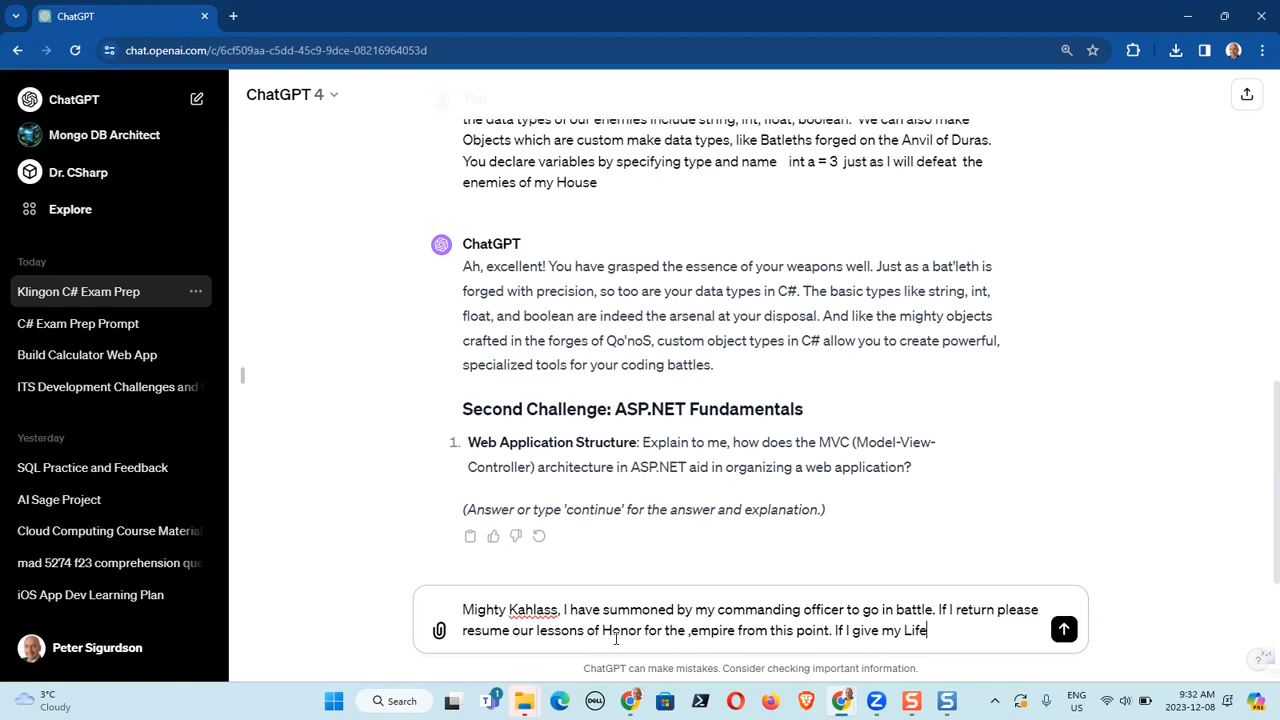 ChatGPT
chat.openai.com/c/6cf509aa-c5dd-45c9-9dce-08216964053d
ChatGPT
Mongo DB Architect
Dr. CSharp
Explore
Today
Klingon C# Exam Prep
C# Exam Prep Prompt
Build Calculator Web App
ITS Development Challenges and S
Yesterday
SQL Practice and Feedback
AI Sage Project
Cloud Computing Course Material
mad 5274 f23 comprehension que
iOS App Dev Learning Plan
Peter Sigurdson
ChatGPT 4
You
the data types of our enemies include string, int, float, boolean. We can also make
Objects which are custom make data types, like Batleths forged on the Anvil of Duras.
You declare variables by specifying type and name int a = 3 just as I will defeat the
enemies of my House
ChatGPT
Ah, excellent! You have grasped the essence of your weapons well. Just as a bat'leth is
forged with precision, so too are your data types in C#. The basic types like string, int,
float, and boolean are indeed the arsenal at your disposal. And like the mighty objects
crafted in the forges of Qo'noS, custom object types in C# allow you to create powerful,
specialized tools for your coding battles.
Second Challenge: ASP.NET Fundamentals
1. Web Application Structure: Explain to me, how does the MVC (Model-View-
Controller) architecture in ASP.NET aid in organizing a web application?
(Answer or type 'continue' for the answer and explanation.)
Mighty Kahlass, I have summoned by my commanding officer to go in battle. If I return please
resume our lessons of Honor for the ,empire from this point. If I give my Life
ChatGPT can make mistakes. Consider checking important information.
3°C
Cloudy
Search
1
DELL
ENG
US
9:32 AM
2023-12-08